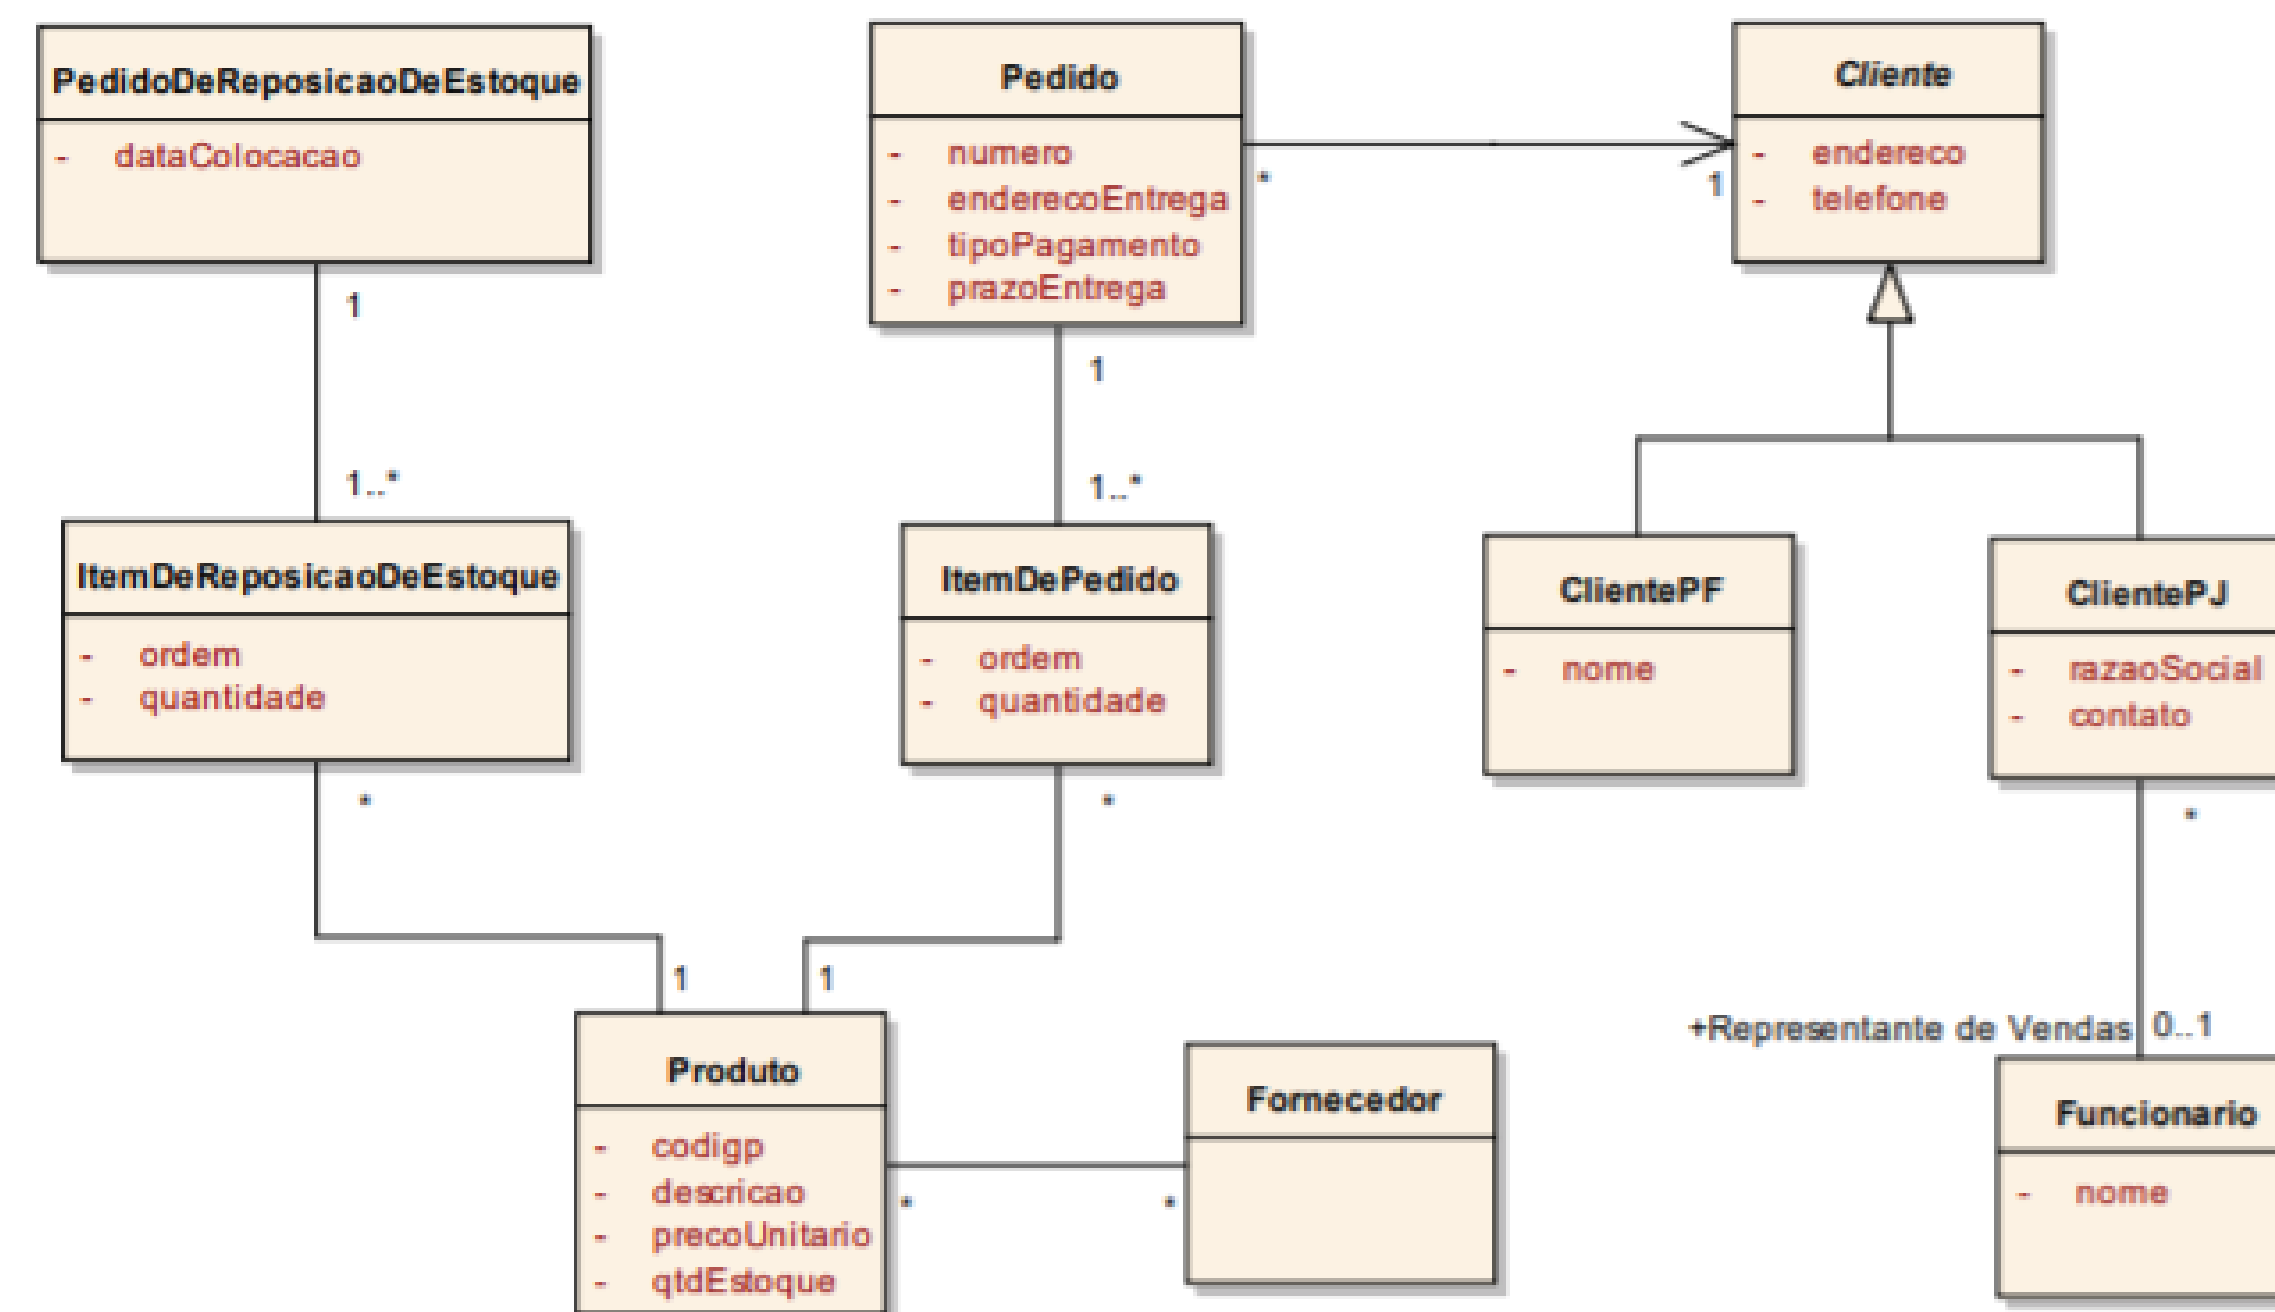 PedidoDeReposicaoDeEstoque
- dataColocacao
1
1..*
ItemDeReposicaoDeEstoque
- ordem
- quantidade
*
1
Pedido
- numero
- enderecoEntrega
- tipoPagamento
- prazoEntrega
*
1
1
1..*
ItemDePedido
- ordem
- quantidade
*
1
Cliente
- endereco
- telefone
ClientePF
- nome
ClientePJ
- razaoSocial
- contato
*
+Representante de Vendas 0..1
Funcionario
- nome
Produto
- codigp
- descricao
- precoUnitario
- qtdEstoque
*
*
Fornecedor